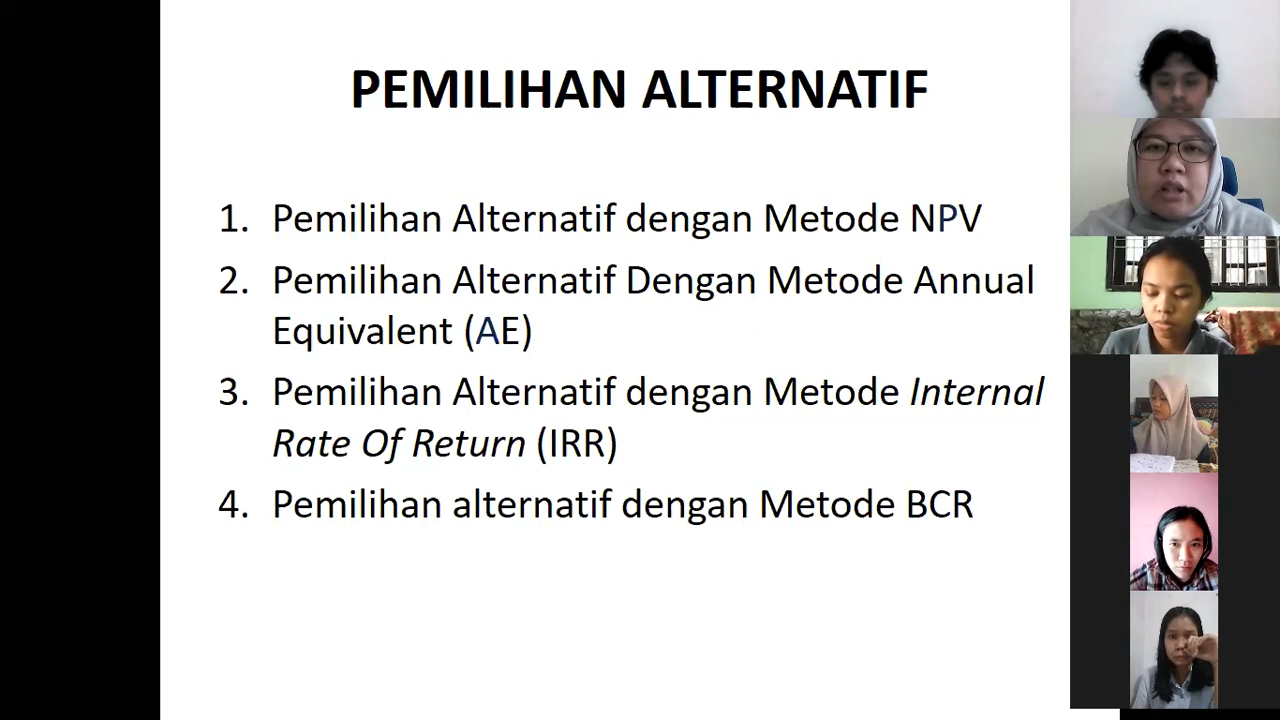 PEMILIHAN ALTERNATIF
1. Pemilihan Alternatif dengan Metode NPV
2. Pemilihan Alternatif Dengan Metode Annual
Equivalent (AE)
3. Pemilihan Alternatif dengan Metode Internal
Rate Of Return (IRR)
4. Pemilihan alternatif dengan Metode BCR